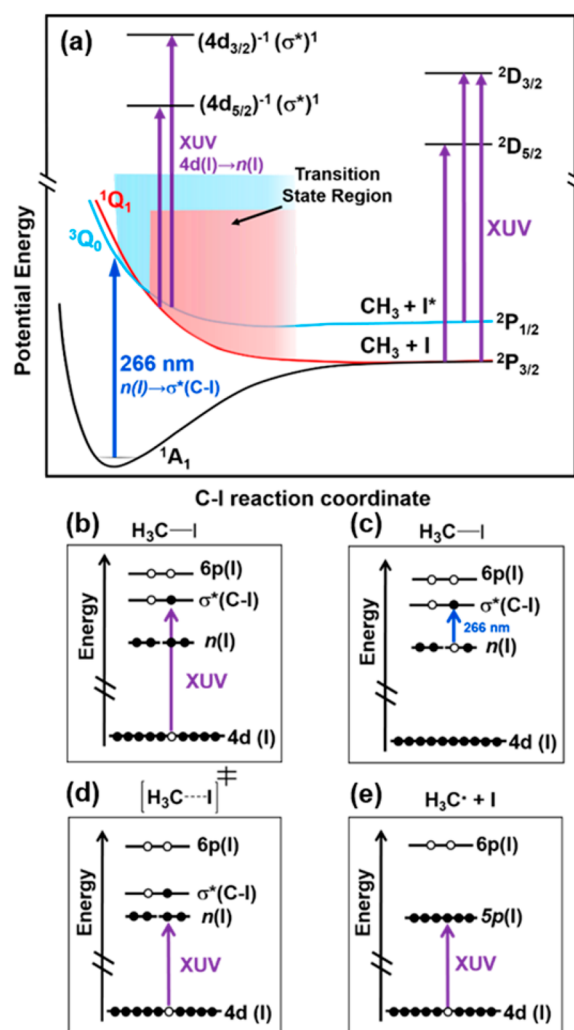 (a)
(4d₃/₂)⁻¹ (σ*)¹
(4d₅/₂)⁻¹ (σ*)¹
²D₃/₂
²D₅/₂
XUV
4d(I)→n(I)
Transition
State Region
XUV
¹Q₁
³Q₀
CH₃ + I*
²P₁/₂
CH₃ + I
²P₃/₂
266 nm
n(I)→σ*(C-I)
¹A₁
Potential Energy
C-I reaction coordinate
(b)
H₃C—I
Energy
6p(I)
σ*(C-I)
n(I)
XUV
4d (I)
(c)
H₃C—I
Energy
6p(I)
σ*(C-I)
266 nm
n(I)
4d (I)
(d)
[H₃C----I]‡
Energy
6p(I)
σ*(C-I)
n(I)
XUV
4d (I)
(e)
H₃C· + I
Energy
6p(I)
5p(I)
XUV
4d (I)